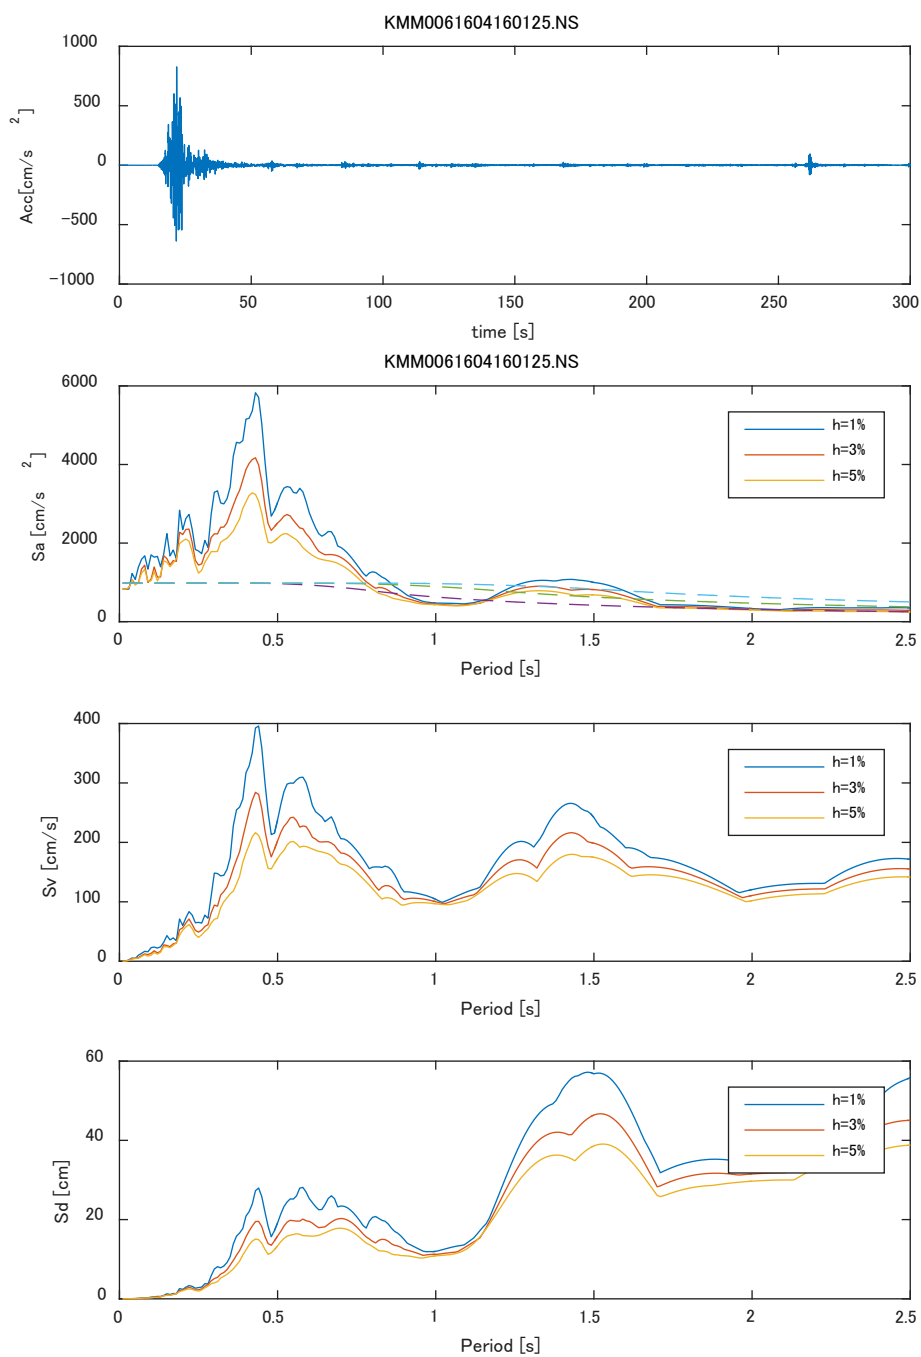 KMM0061604160125.NS
1000
500
0
-500
-1000
Acc[cm/s²]
0 50 100 150 200 250 300
time [s]
KMM0061604160125.NS
6000
4000
2000
0
Sa [cm/s²]
h=1%
h=3%
h=5%
0 0.5 1 1.5 2 2.5
Period [s]
400
300
200
100
0
Sv [cm/s]
h=1%
h=3%
h=5%
0 0.5 1 1.5 2 2.5
Period [s]
60
40
20
0
Sd [cm]
h=1%
h=3%
h=5%
0 0.5 1 1.5 2 2.5
Period [s]